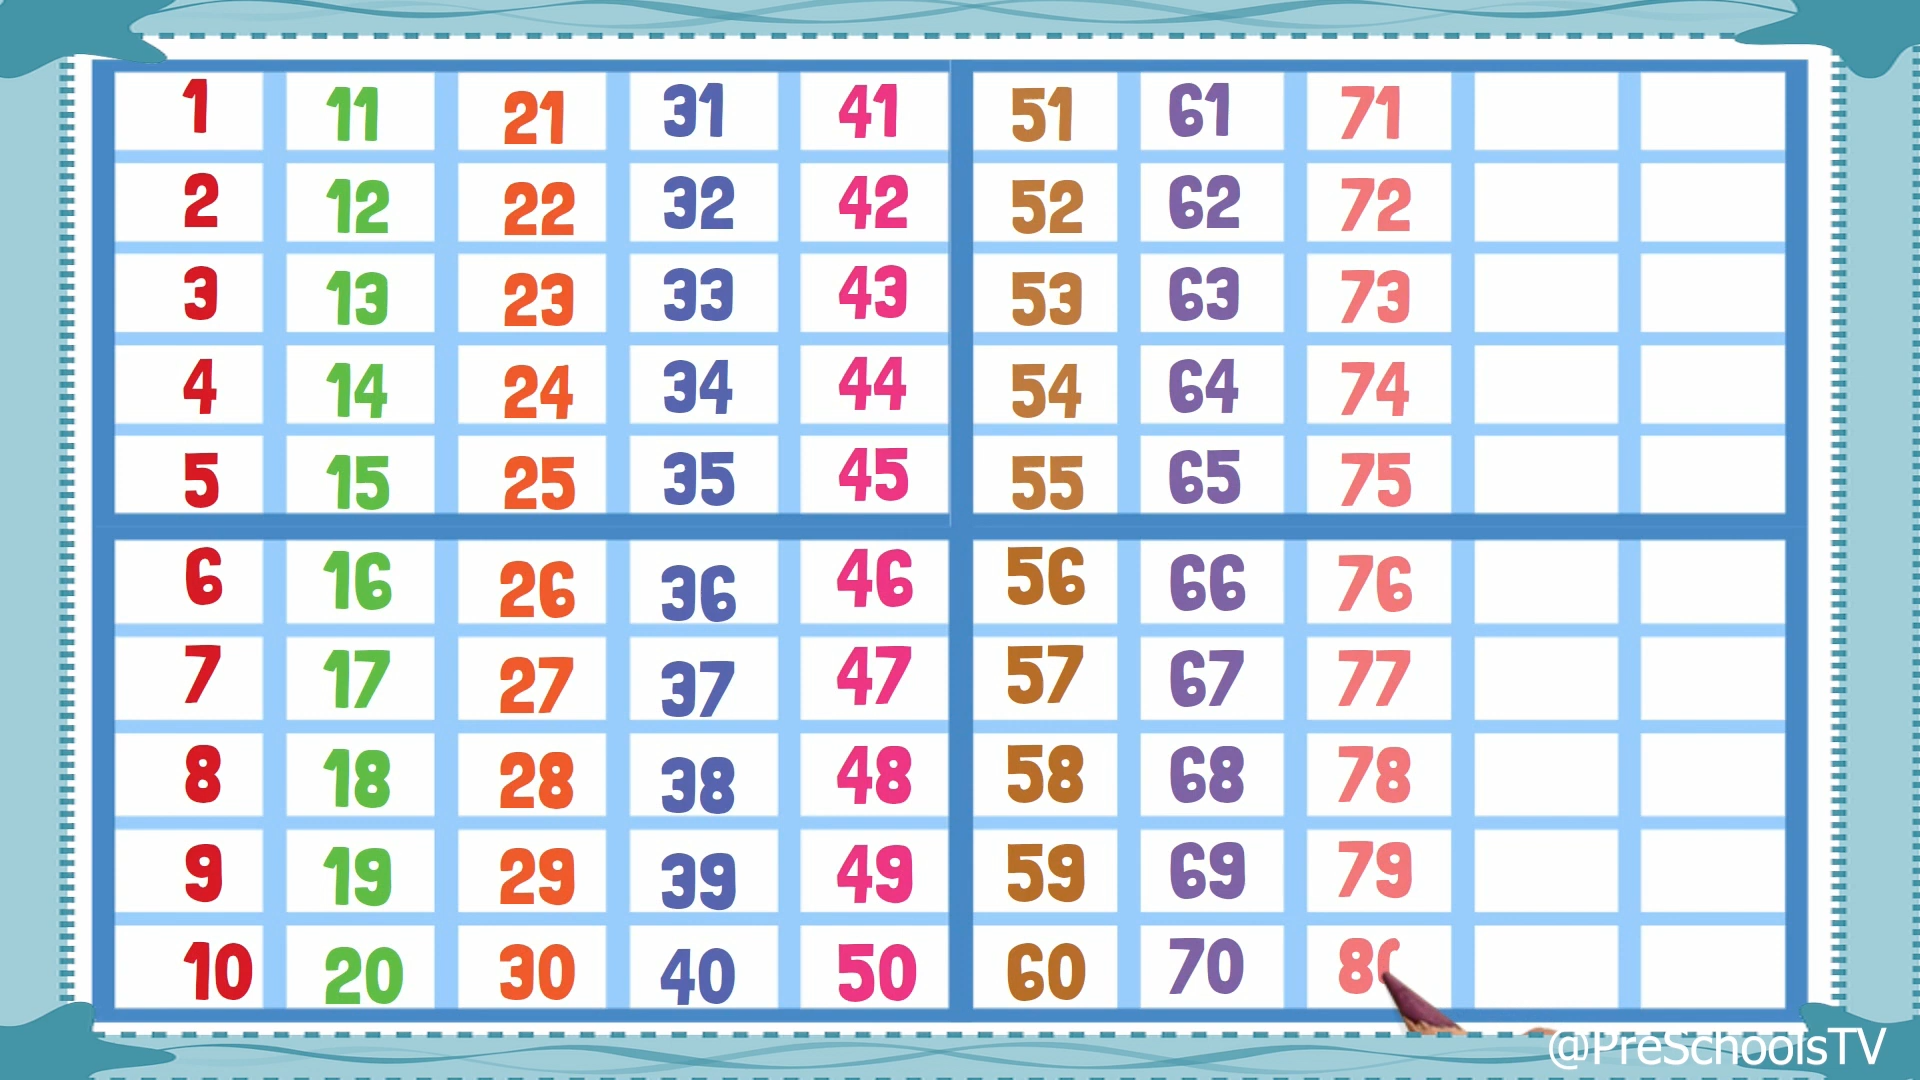 1 11 21 31 41 51 61 71
2 12 22 32 42 52 62 72
3 13 23 33 43 53 63 73
4 14 24 34 44 54 64 74
5 15 25 35 45 55 65 75
6 16 26 36 46 56 66 76
7 17 27 37 47 57 67 77
8 18 28 38 48 58 68 78
9 19 29 39 49 59 69 79
10 20 30 40 50 60 70 80
@PreSchoolsTV